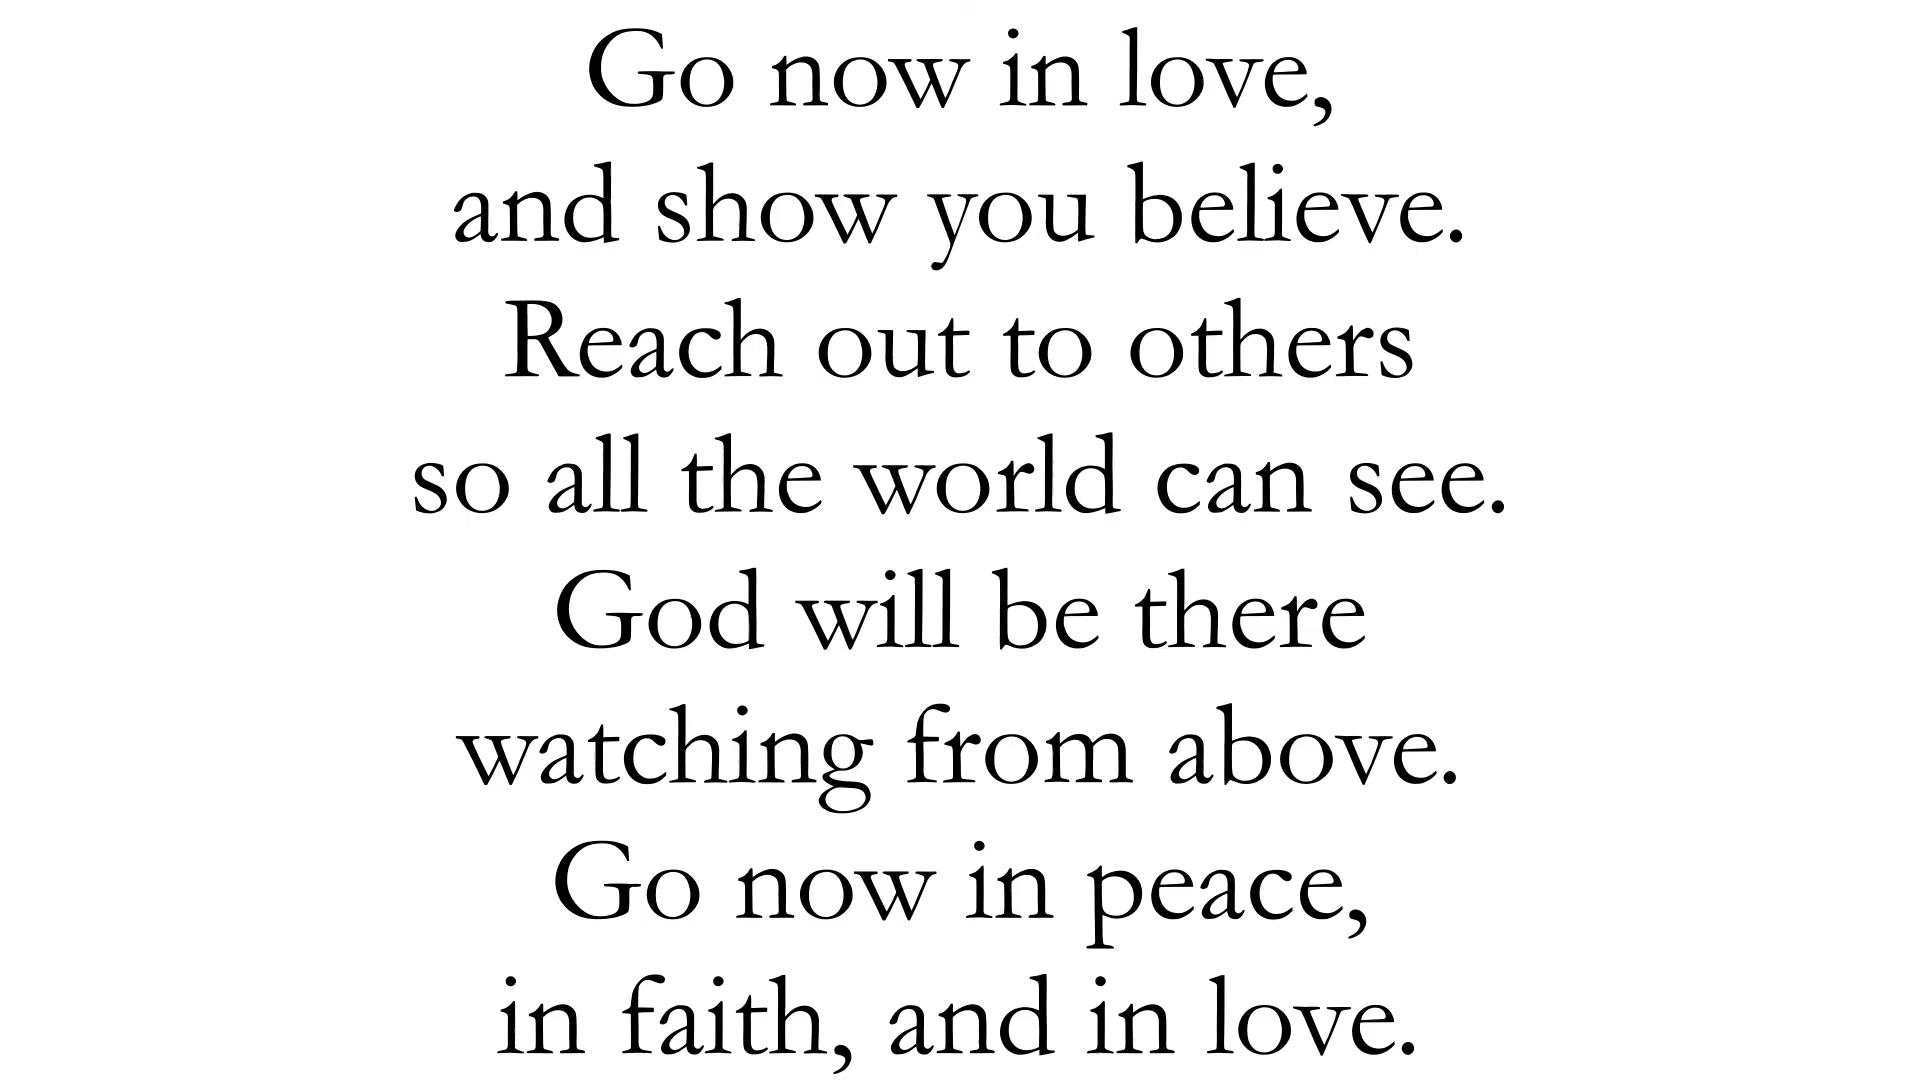 Go now in love,
and show you believe.
Reach out to others
so all the world can see.
God will be there
watching from above.
Go now in peace,
in faith, and in love.